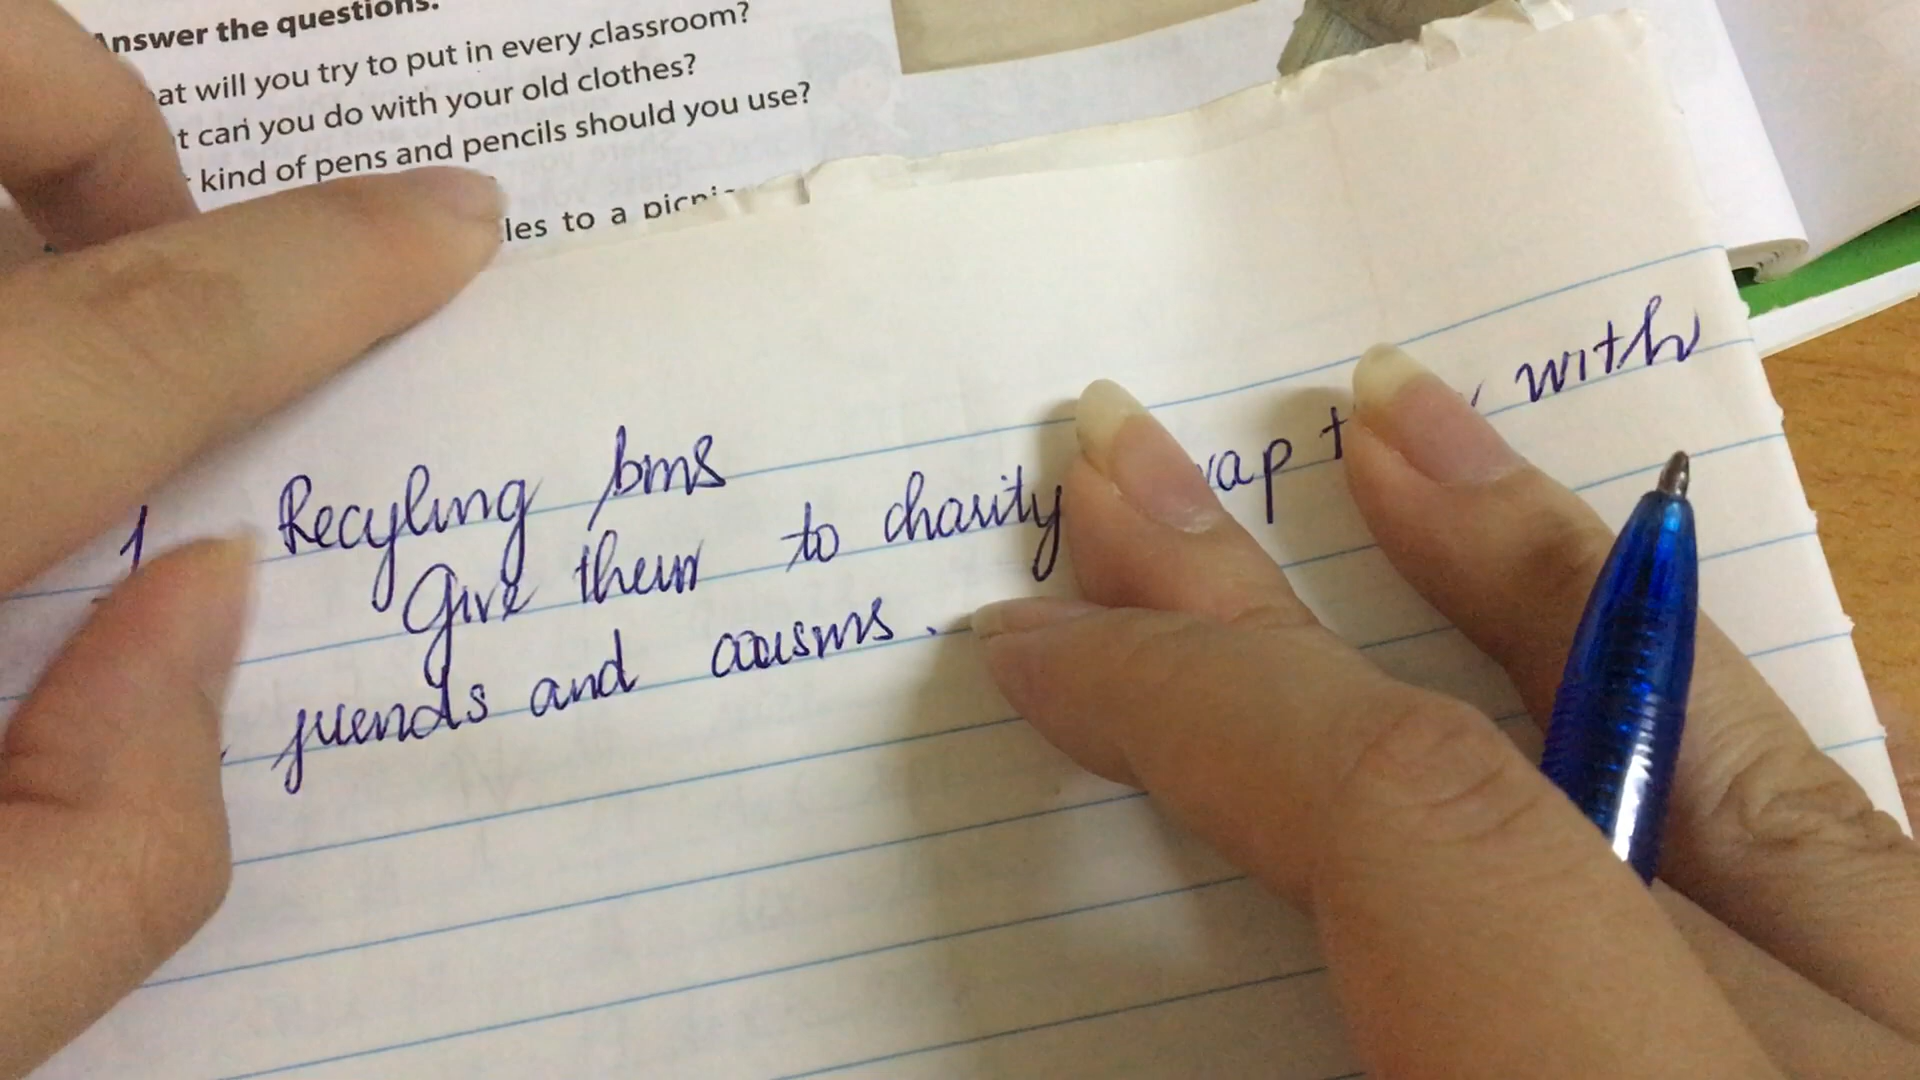 Answer the questions.
at will you try to put in every classroom?
t can you do with your old clothes?
kind of pens and pencils should you use?
les to a picni
1 Recyling bins
Give them to charity wap t with
friends and cousins.